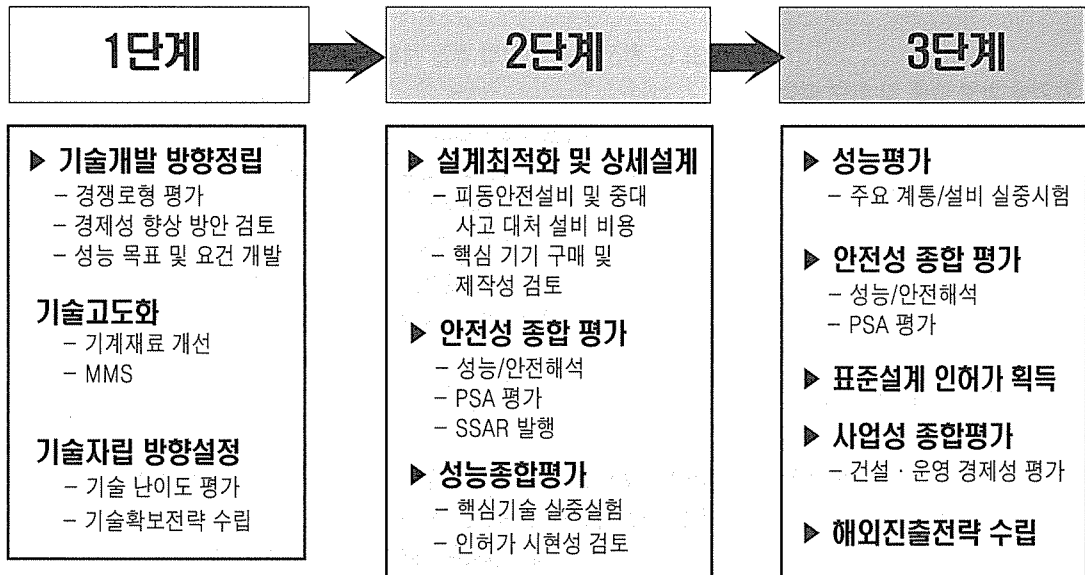 1단계
2단계
3단계
▶ 기술개발 방향정립
– 경쟁로형 평가
– 경제성 향상 방안 검토
– 성능 목표 및 요건 개발
기술고도화
– 기계재료 개선
– MMS
기술자립 방향설정
– 기술 난이도 평가
– 기술확보전략 수립
▶ 설계최적화 및 상세설계
– 피동안전설비 및 중대
사고 대처 설비 비용
– 핵심 기기 구매 및
제작성 검토
▶ 안전성 종합 평가
– 성능/안전해석
– PSA 평가
– SSAR 발행
▶ 성능종합평가
– 핵심기술 실중실험
– 인허가 시현성 검토
▶ 성능평가
– 주요 계통/설비 실중시험
▶ 안전성 종합 평가
– 성능/안전해석
– PSA 평가
▶ 표준설계 인허가 획득
▶ 사업성 종합평가
– 건설 · 운영 경제성 평가
▶ 해외진출전략 수립